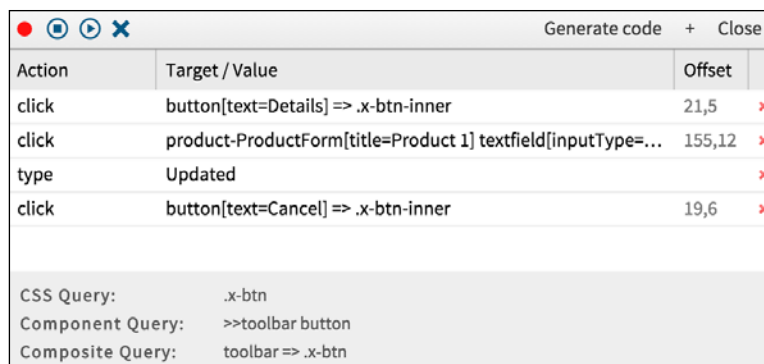 Generate code + Close
Action Target / Value Offset
click button[text=Details] => .x-btn-inner 21,5
click product-ProductForm[title=Product 1] textfield[inputType=... 155,12
type Updated
click button[text=Cancel] => .x-btn-inner 19,6
CSS Query: .x-btn
Component Query: >>toolbar button
Composite Query: toolbar => .x-btn